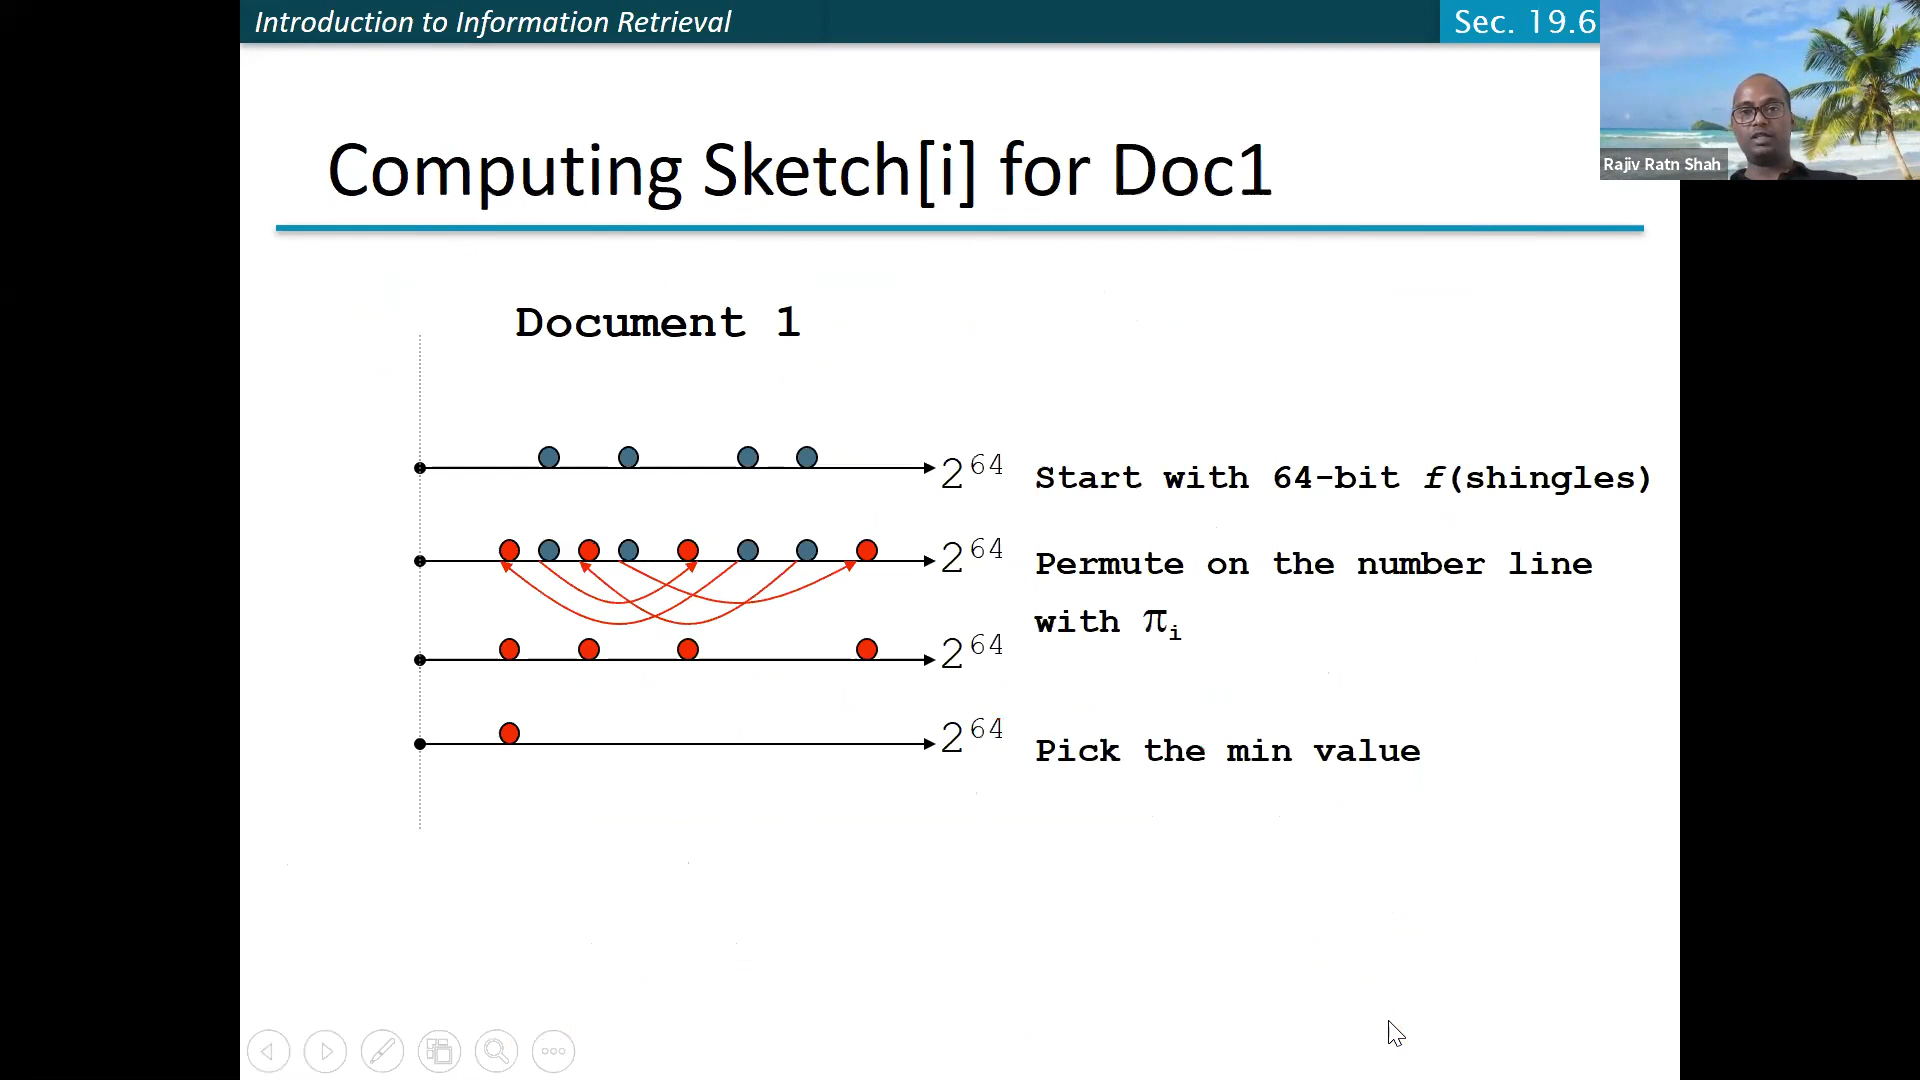 Introduction to Information Retrieval
Sec. 19.6
Rajiv Ratn Shah
Computing Sketch[i] for Doc1
Document 1
2^64 Start with 64-bit f(shingles)
2^64 Permute on the number line
with π_i
2^64
2^64 Pick the min value